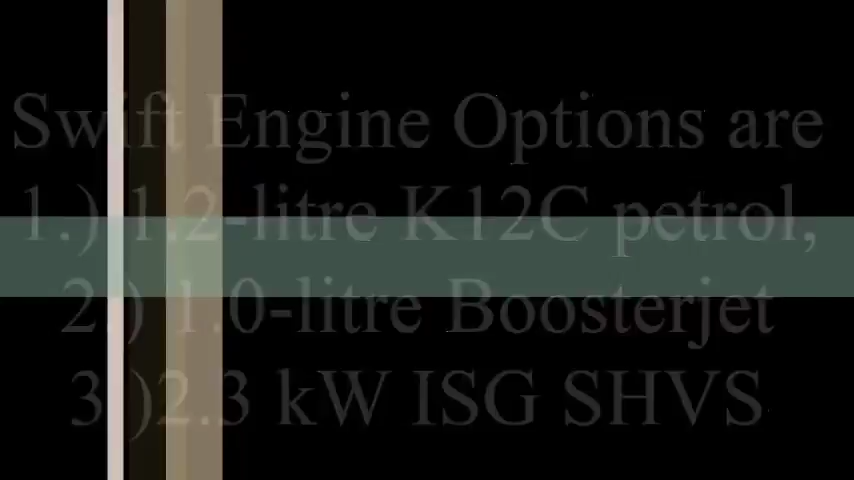 Swift Engine Options are
1.) 1.2-litre K12C petrol,
2.) 1.0-litre Boosterjet
3.)2.3 kW ISG SHVS